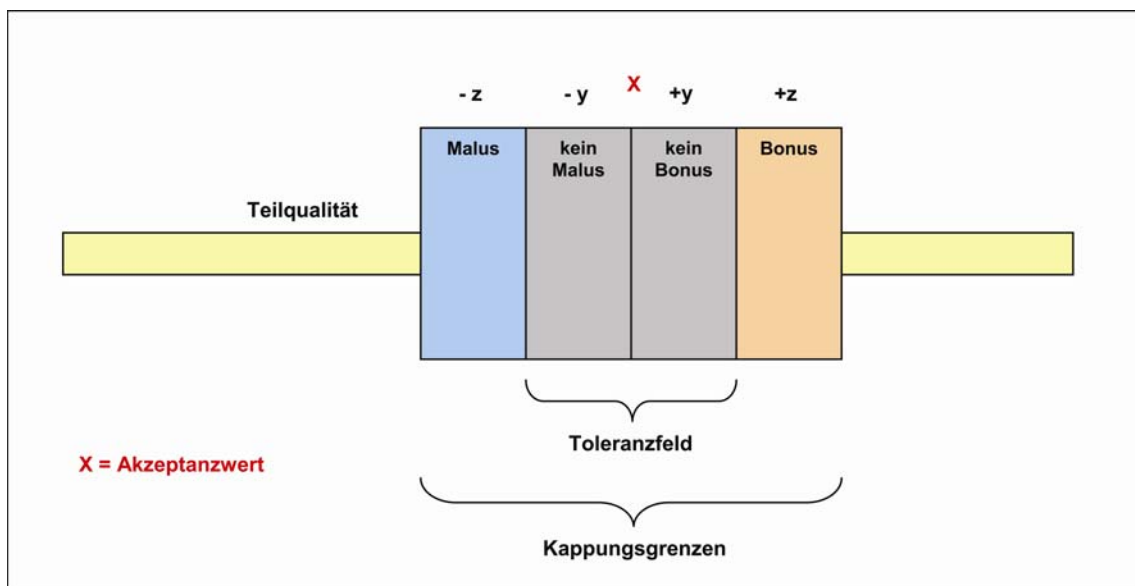 - z - y X +y +z
Malus kein Malus kein Bonus Bonus
Teilqualität
Toleranzfeld
X = Akzeptanzwert
Kappungsgrenzen